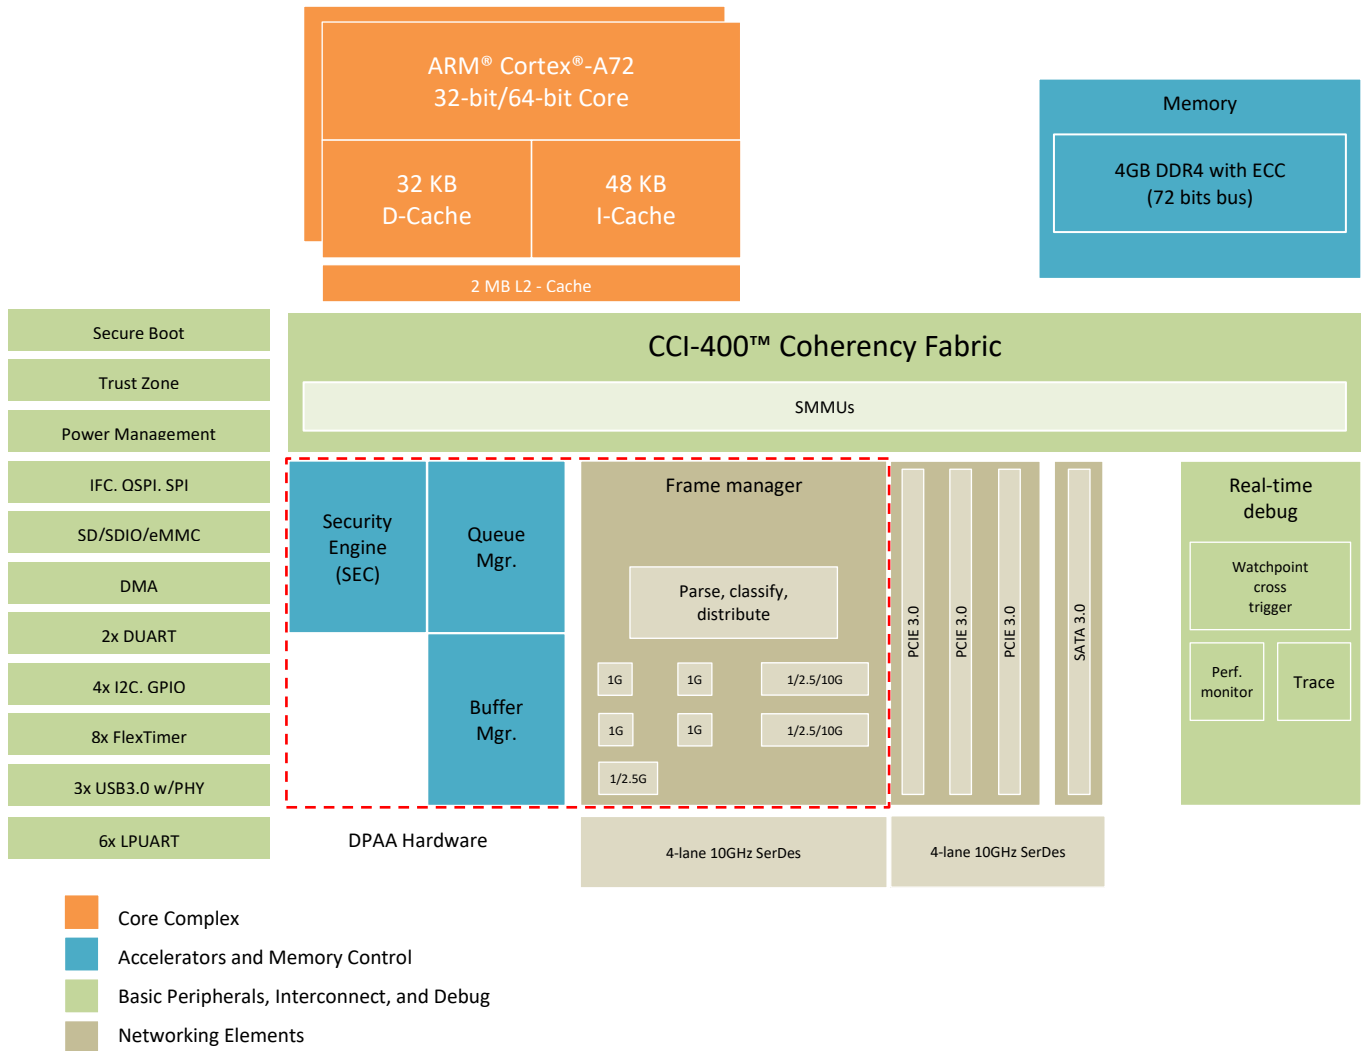 ARM® Cortex®-A72
32-bit/64-bit Core
32 KB
D-Cache
48 KB
I-Cache
2 MB L2 - Cache
Memory
4GB DDR4 with ECC
(72 bits bus)
Secure Boot
Trust Zone
Power Management
IFC. QSPI. SPI
SD/SDIO/eMMC
DMA
2x DUART
4x I2C. GPIO
8x FlexTimer
3x USB3.0 w/PHY
6x LPUART
CCI-400™ Coherency Fabric
SMMUs
Security
Engine
(SEC)
Queue
Mgr.
Buffer
Mgr.
Frame manager
Parse, classify,
distribute
1G
1G
1/2.5/10G
1G
1G
1/2.5/10G
1/2.5G
PCIE 3.0
PCIE 3.0
PCIE 3.0
SATA 3.0
Real-time
debug
Watchpoint
cross
trigger
Perf.
monitor
Trace
DPAA Hardware
4-lane 10GHz SerDes
4-lane 10GHz SerDes
Core Complex
Accelerators and Memory Control
Basic Peripherals, Interconnect, and Debug
Networking Elements